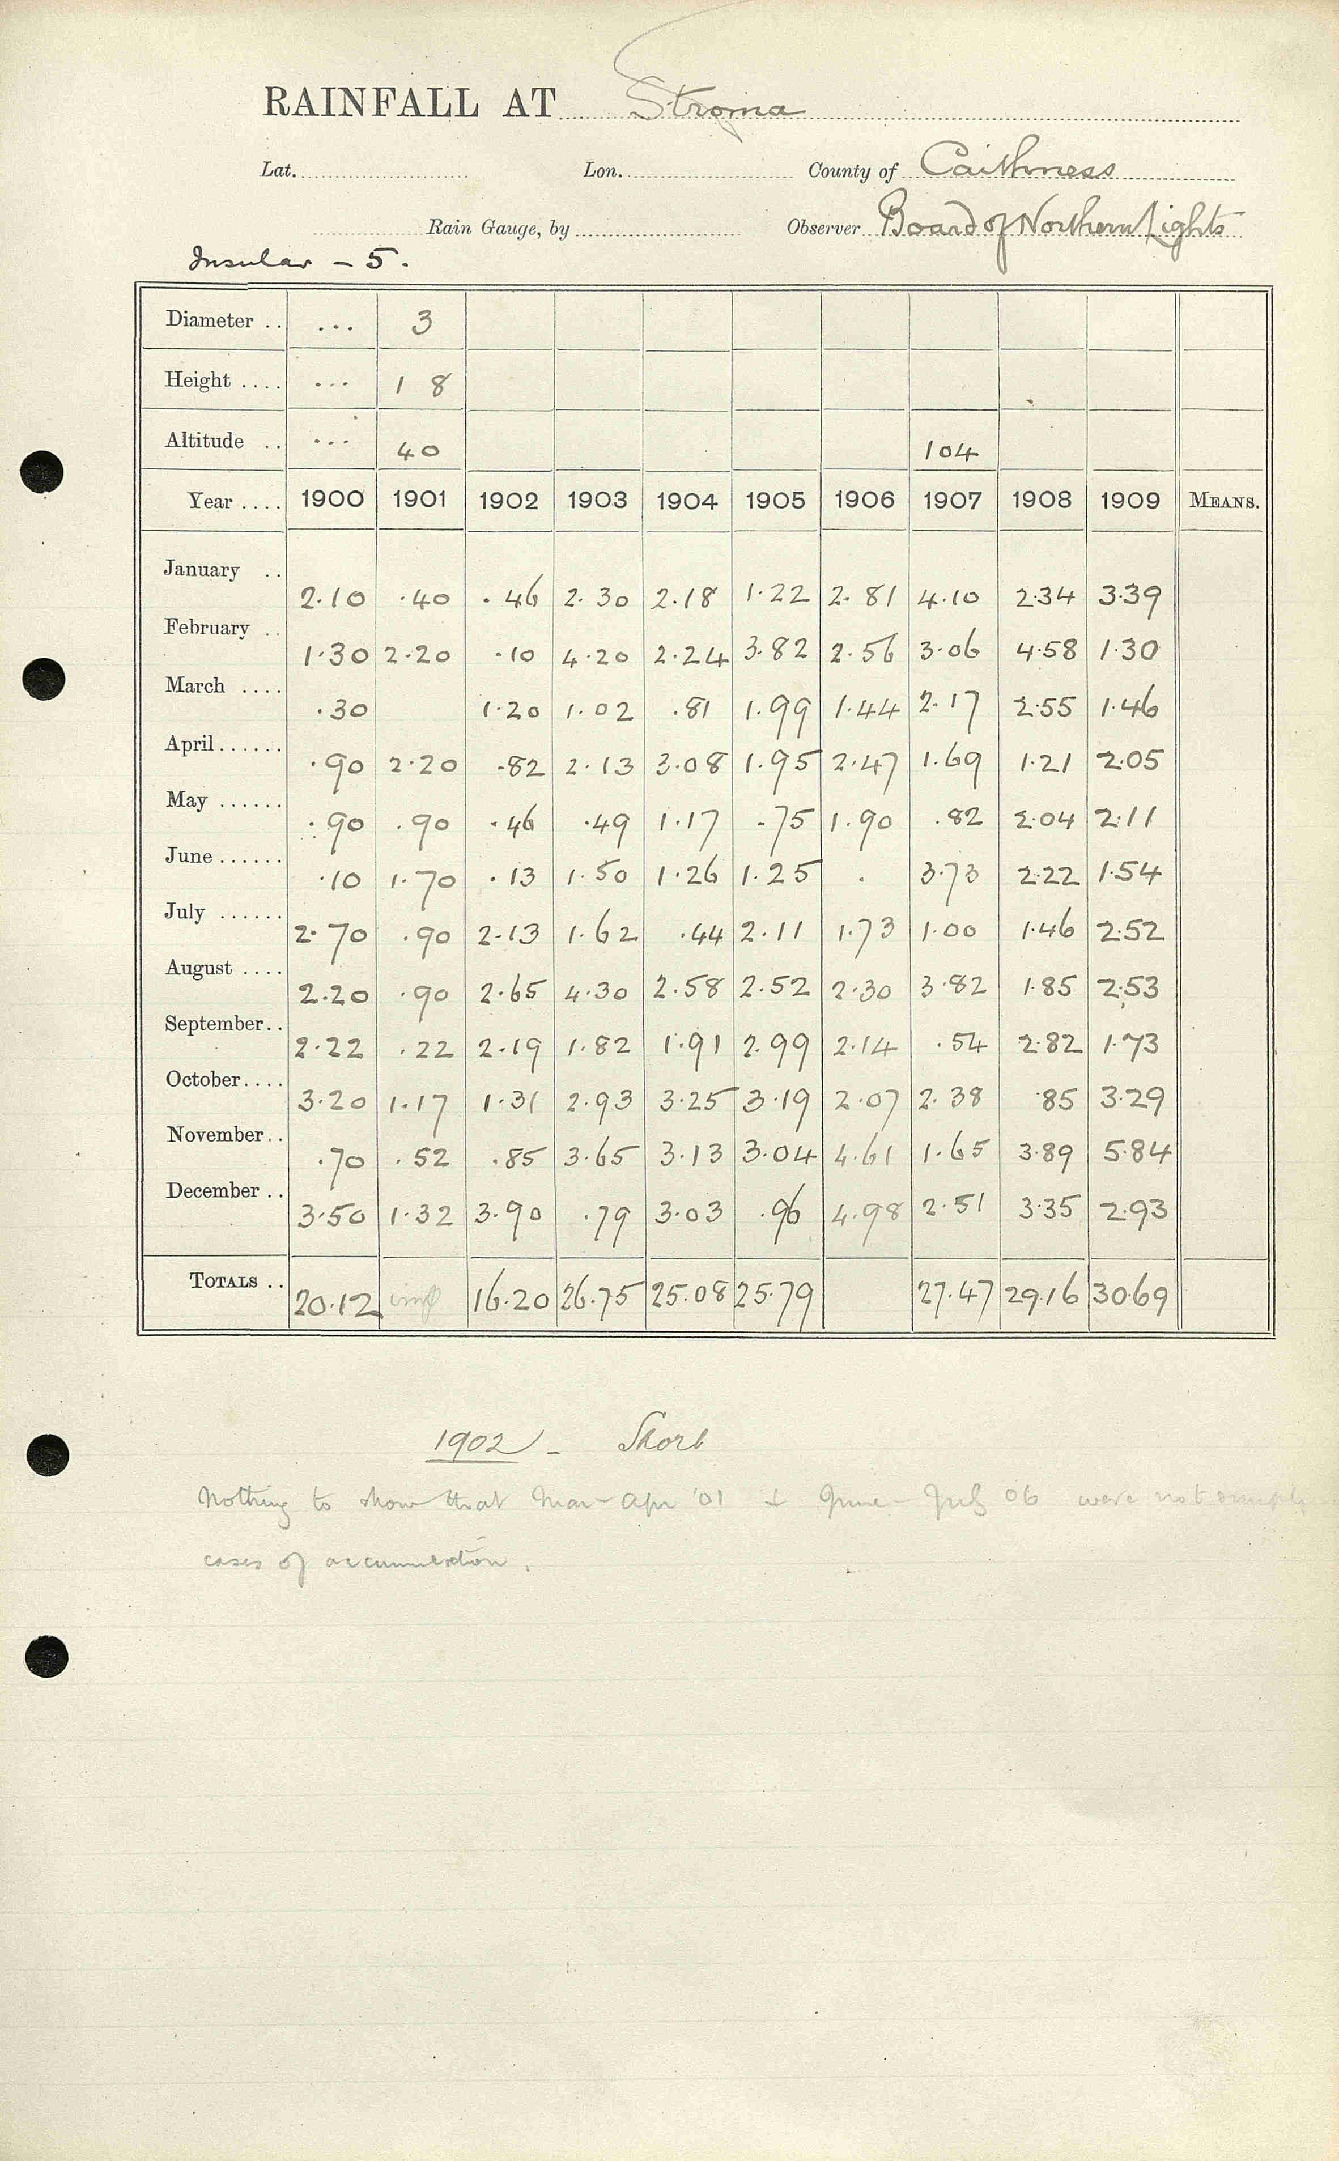 RAINFALL AT Stroma
Lat. Lon. County of Caithness
Rain Gauge, by Observer Board of Northern Lights
Insular - 5.
Diameter .. ... 3
Height .... ... 1 8
Altitude .. ... 40 104
Year .... 1900 1901 1902 1903 1904 1905 1906 1907 1908 1909 MEANS.
January .. 2.10 .40 .46 2.30 2.18 1.22 2.81 4.10 2.34 3.39
February .. 1.30 2.20 .10 4.20 2.24 3.82 2.56 3.06 4.58 1.30
March .... .30 1.20 1.02 .81 1.99 1.44 2.17 2.55 1.46
April...... .90 2.20 .82 2.13 3.08 1.95 2.47 1.69 1.21 2.05
May ...... .90 .90 .46 .49 1.17 .75 1.90 .82 2.04 2.11
June ...... .10 1.70 .13 1.50 1.26 1.25 . 3.73 2.22 1.54
July ...... 2.70 .90 2.13 1.62 .44 2.11 1.73 1.00 1.46 2.52
August .... 2.20 .90 2.65 4.30 2.58 2.52 2.30 3.82 1.85 2.53
September.. 2.22 .22 2.19 1.82 1.91 2.99 2.14 .54 2.82 1.73
October.... 3.20 1.17 1.31 2.93 3.25 3.19 2.07 2.38 .85 3.29
November.. .70 .52 .85 3.65 3.13 3.04 4.61 1.65 3.89 5.84
December .. 3.50 1.32 3.90 .79 3.03 .96 4.98 2.51 3.35 2.93
TOTALS .. 20.12 imp 16.20 26.75 25.08 25.79 27.47 29.16 30.69
1902 - Short
Nothing to show that Mar - Apr '01 + June - July 06 were not simply
cases of accumulation.